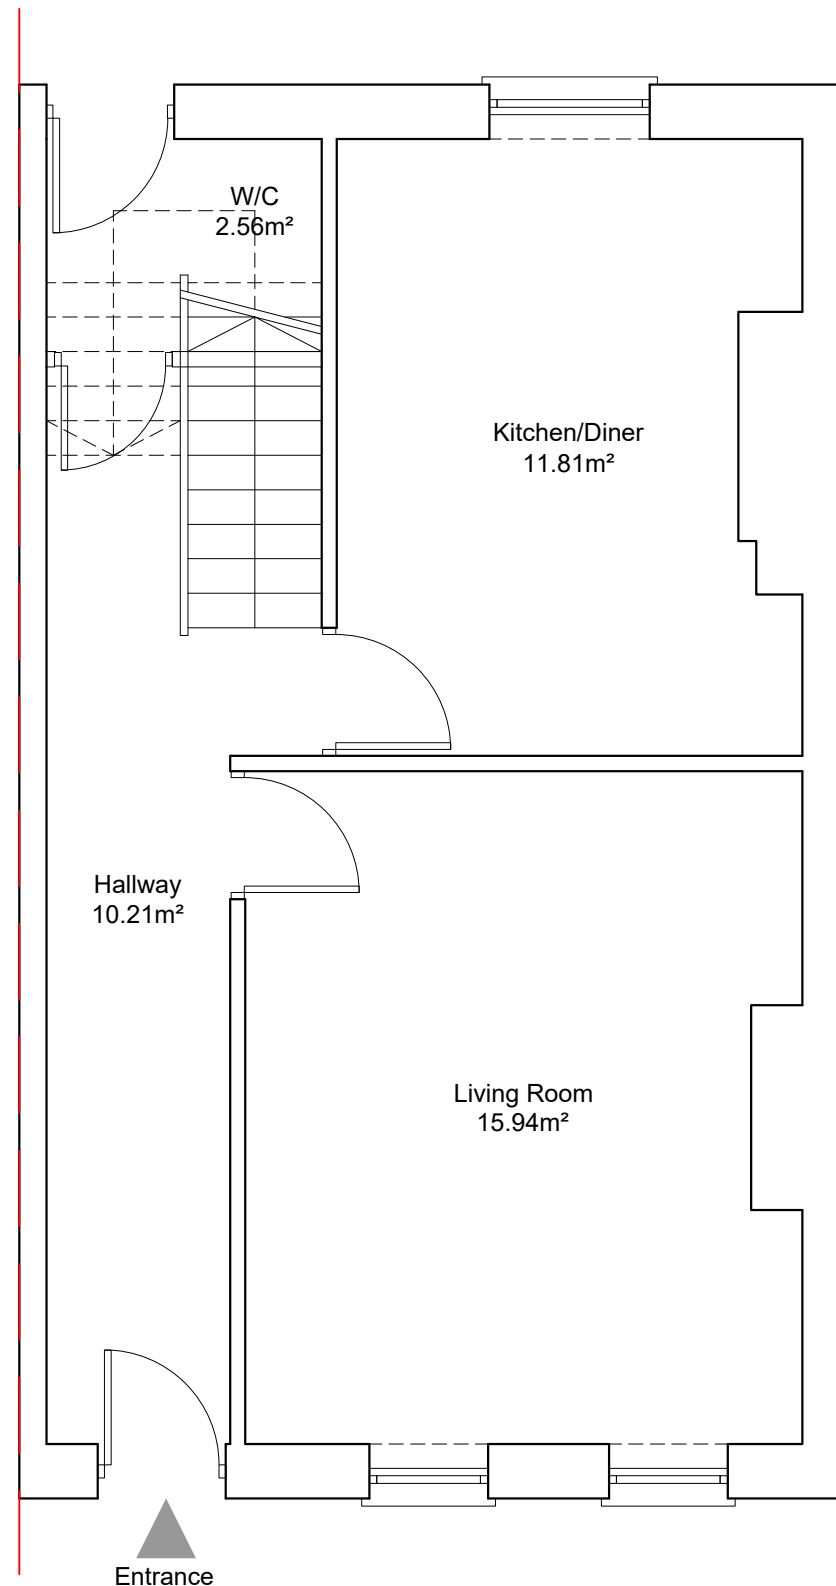 W/C
2.56m²
Kitchen/Diner
11.81m²
Hallway
10.21m²
Living Room
15.94m²
Entrance